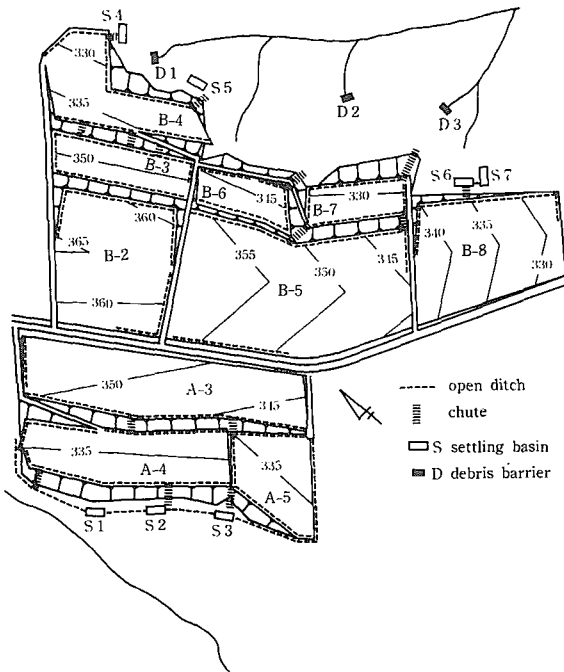 S 4
330
D 1
S 5
D 2
D 3
335
B-4
350
B-3
B-6
345
330
B-7
S 6
S 7
365
360
B-2
360
355
B-5
350
345
340
335
B-8
330
350
A-3
345
335
A-4
335
A-5
S 1
S 2
S 3
open ditch
chute
S settling basin
D debris barrier